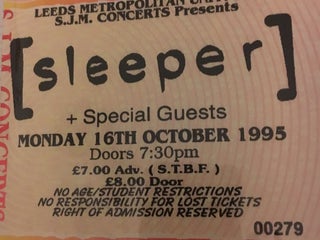 LEEDS METROPOLITAN
S.J.M. CONCERTS Presents
[sleeper]
+ Special Guests
MONDAY 16TH OCTOBER 1995
Doors 7:30pm
£7.00 Adv. ( S.T.B.F. )
£8.00 Door
NO AGE/STUDENT RESTRICTIONS
NO RESPONSIBILITY FOR LOST TICKETS
RIGHT OF ADMISSION RESERVED
00279
S.J.M CONCERTS